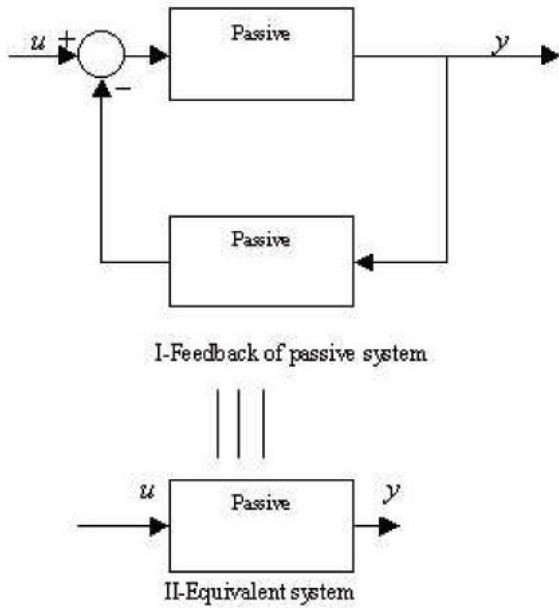 Passive
u + y
−
Passive
I-Feedback of passive system
u Passive y
II-Equivalent system